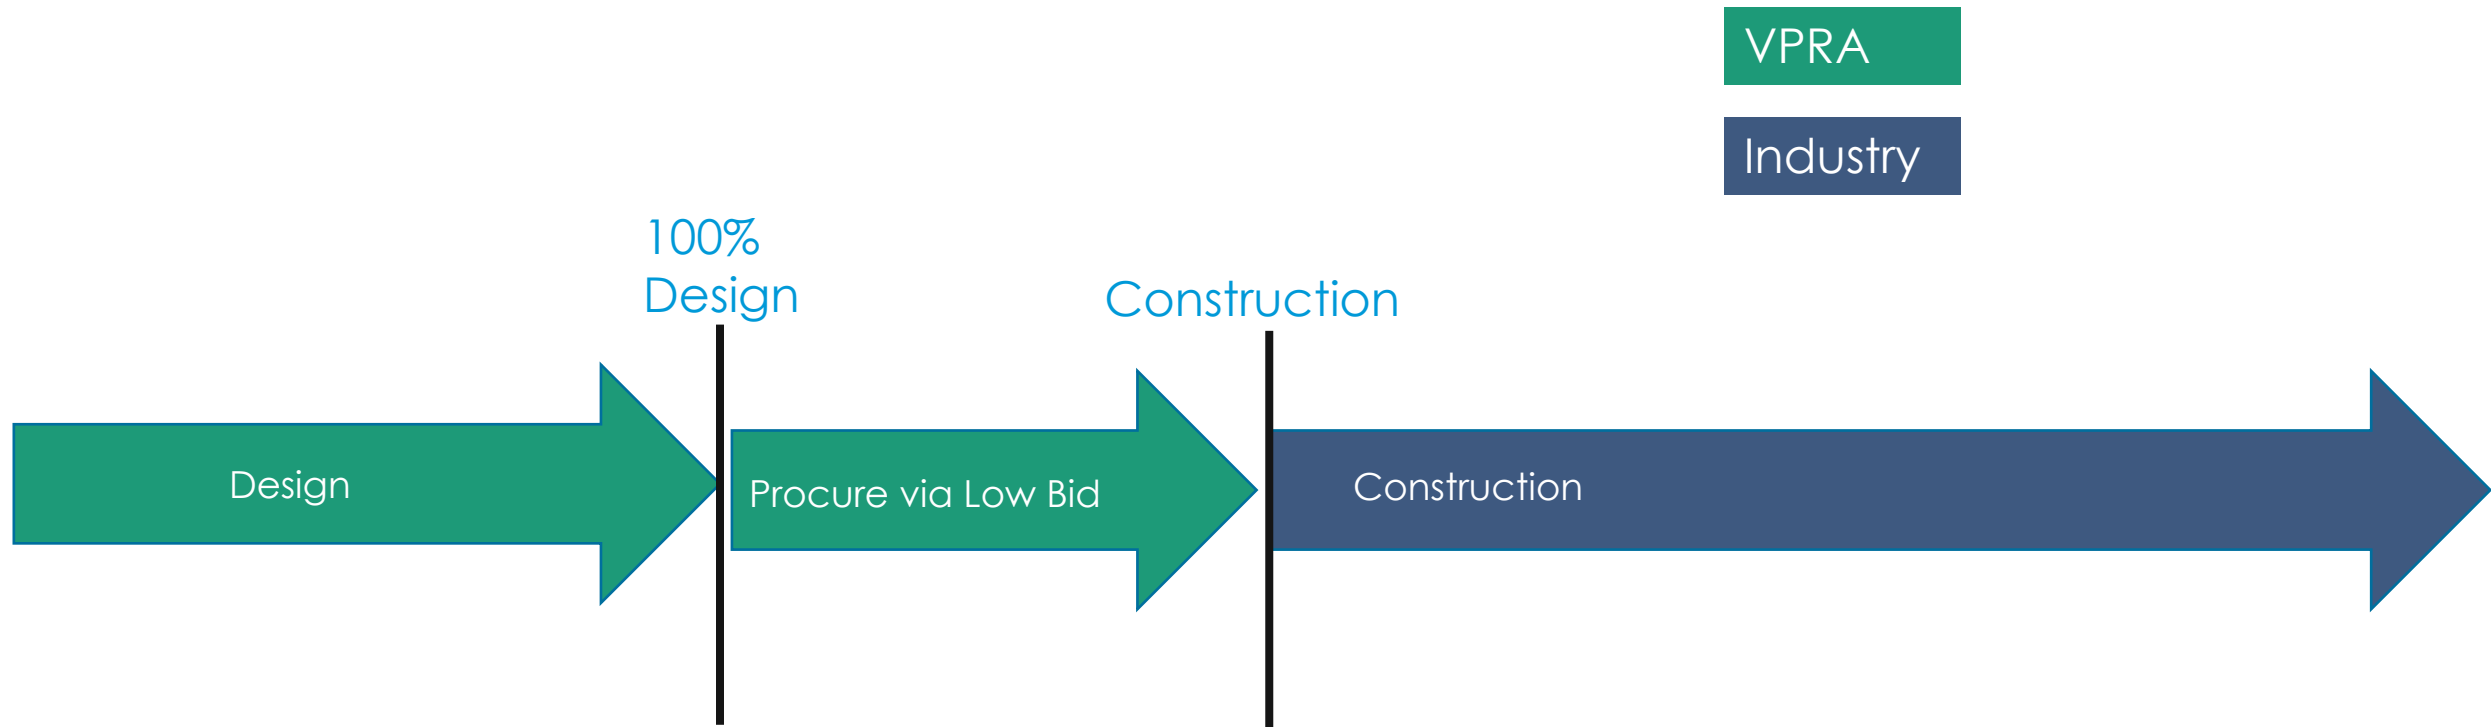 VPRA
Industry
100%
Design
Construction
Design
Procure via Low Bid
Construction